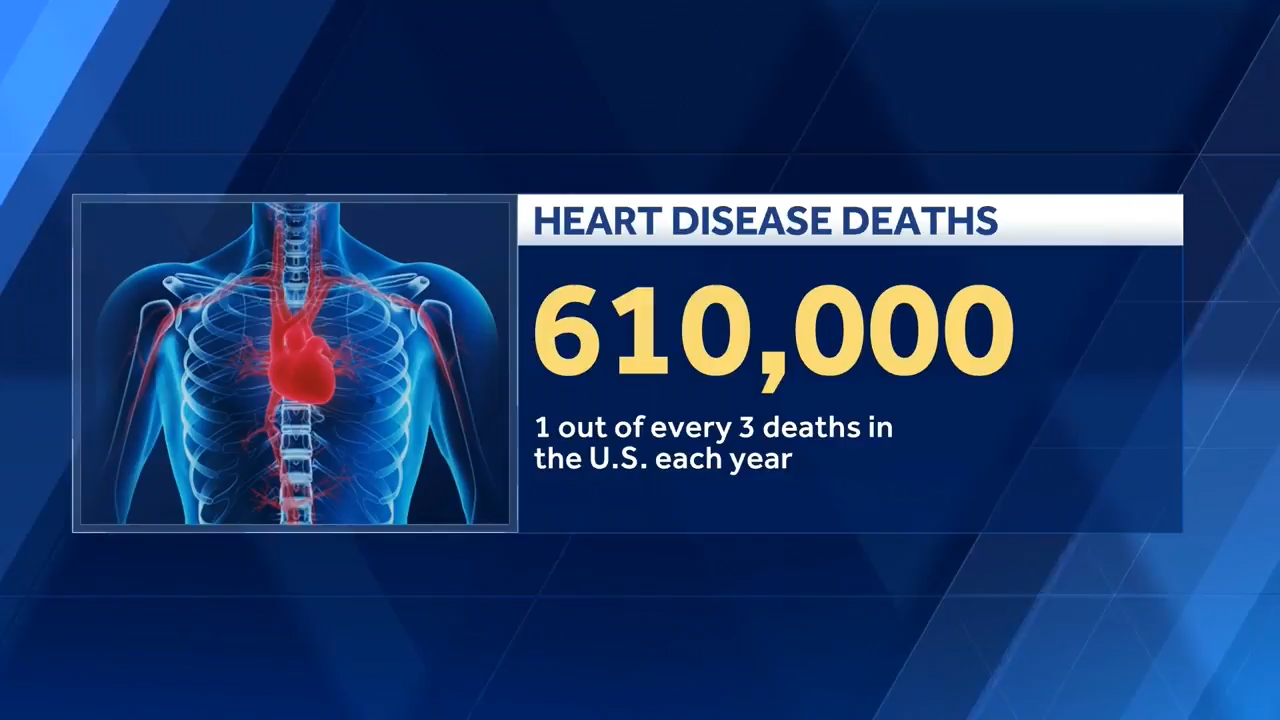 HEART DISEASE DEATHS
610,000
1 out of every 3 deaths in
the U.S. each year